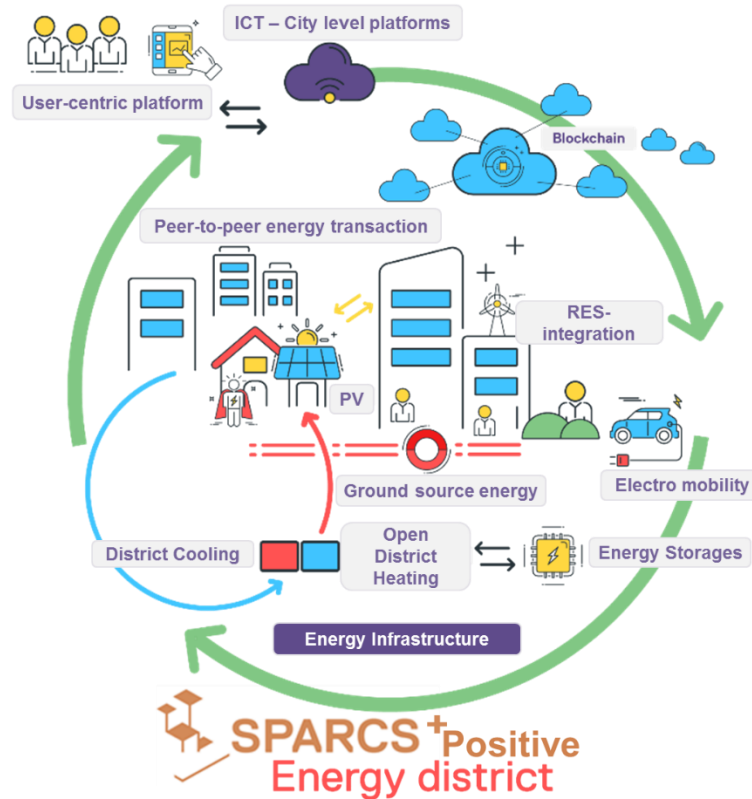 ICT – City level platforms
User-centric platform
Blockchain
Peer-to-peer energy transaction
RES-
integration
PV
Ground source energy
Electro mobility
District Cooling
Open
District
Heating
Energy Storages
Energy Infrastructure
SPARCS + Positive
Energy district